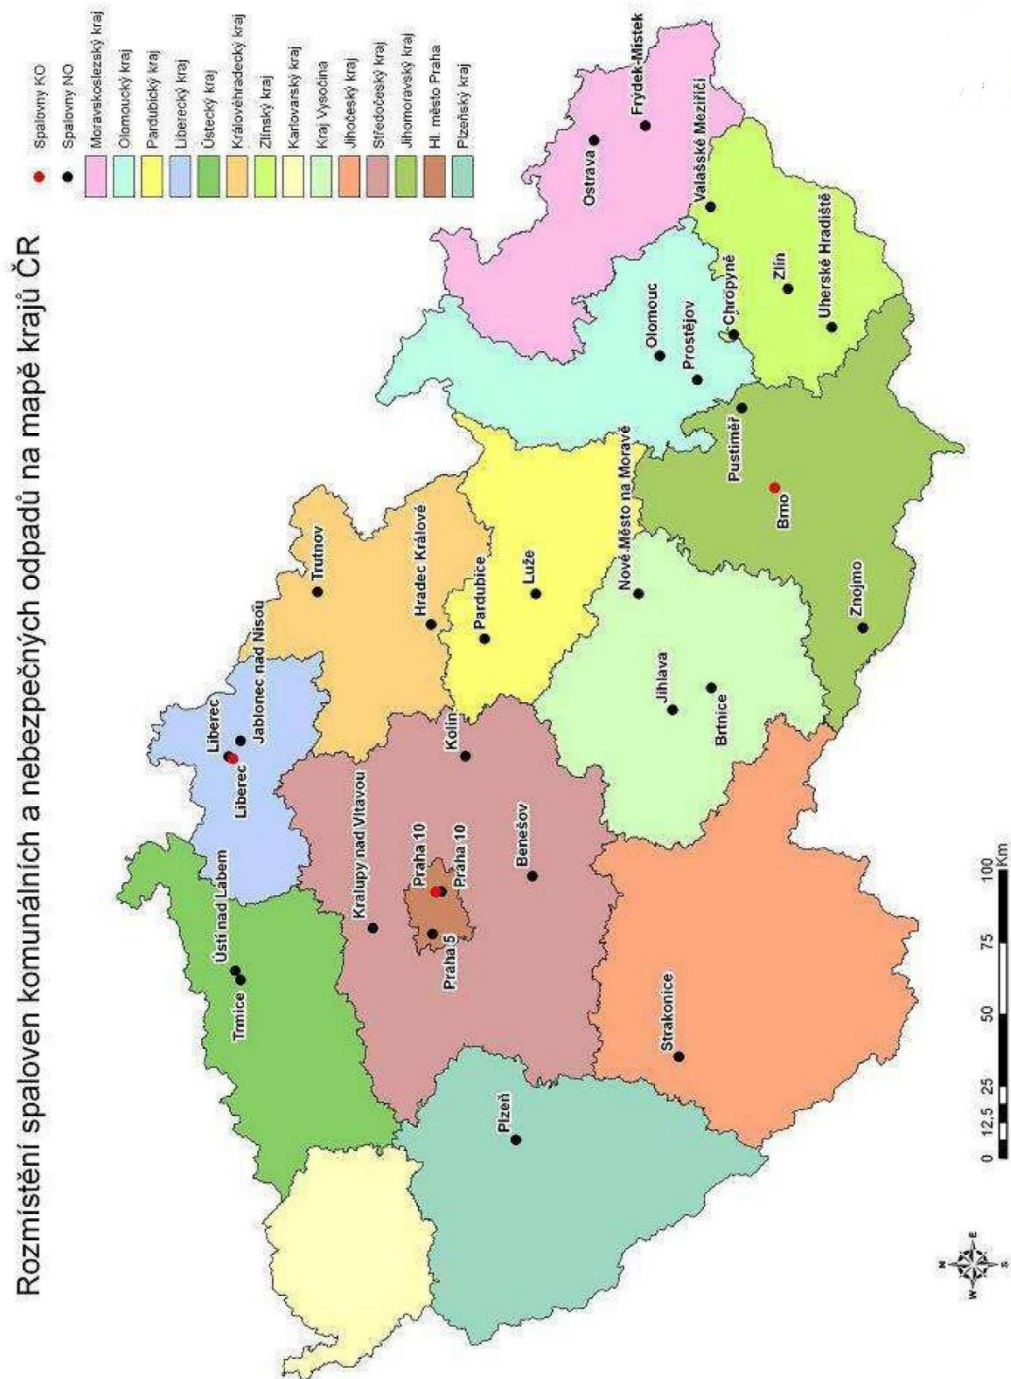 Rozmístění spaloven komunálních a nebezpečných odpadů na mapě krajů ČR
Spalovny KO
Spalovny NO
Moravskoslezský kraj
Olomoucký kraj
Pardubický kraj
Liberecký kraj
Ústecký kraj
Královéhradecký kraj
Zlínský kraj
Karlovarský kraj
Kraj Vysočina
Jihočeský kraj
Středočeský kraj
Jihomoravský kraj
Hl. město Praha
Plzeňský kraj
Liberec
Liberec
Jablonec nad Nisou
Ústí nad Labem
Trmice
Trutnov
Kralupy nad Vltavou
Hradec Králové
Praha 10
Praha 10
Praha 5
Kolín
Pardubice
Plzeň
Benešov
Luže
Ostrava
Frýdek-Místek
Nové Město na Moravě
Olomouc
Strakonice
Jihlava
Prostějov
Valašské Meziříčí
Brtnice
Chropyně
Pustiměř
Brno
Zlín
Uherské Hradiště
Znojmo
N
W
E
S
0 12,5 25 50 75 100
Km